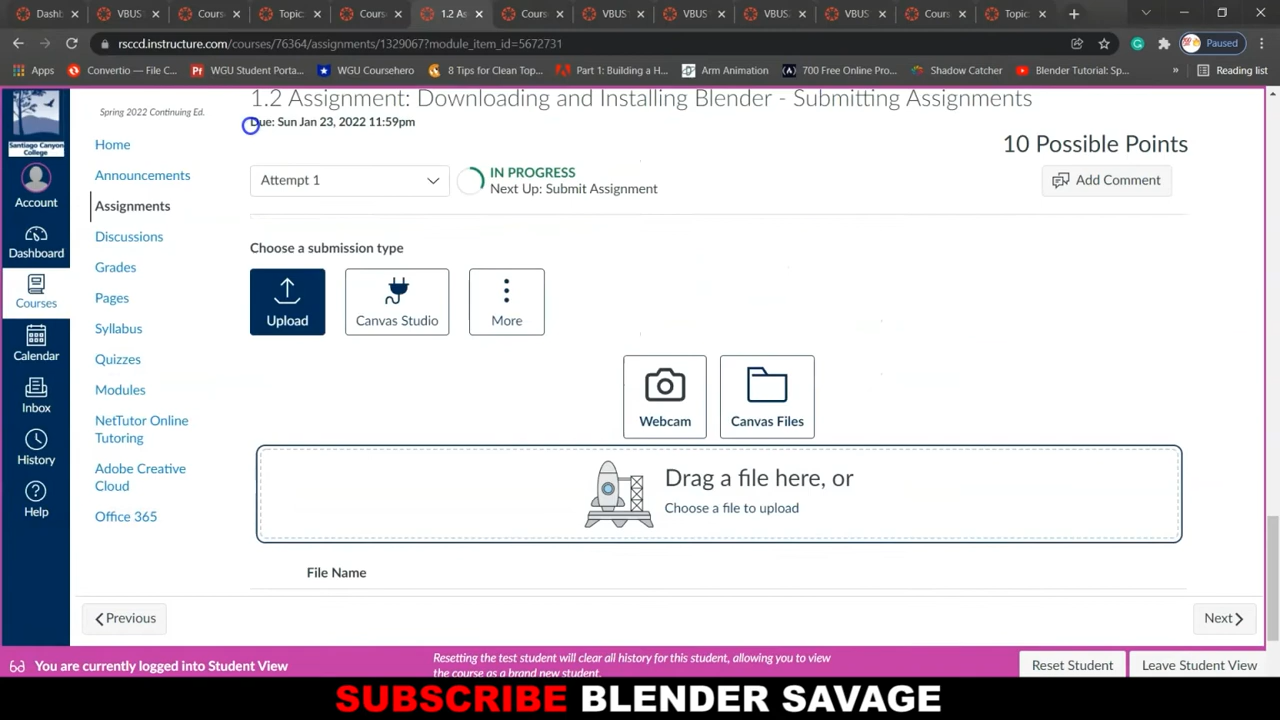 Dashb
VBUS
Course
Topic:
Course
1.2 As
Course
VBUS
VBUS
VBUS
VBUS
Course
Topic:
rsccd.instructure.com/courses/76364/assignments/1329067?module_item_id=5672731
Paused
Apps
Convertio — File C...
WGU Student Porta...
WGU Coursehero
8 Tips for Clean Top...
Part 1: Building a H...
Arm Animation
700 Free Online Pro...
Shadow Catcher
Blender Tutorial: Sp...
Reading list
Santiago Canyon
College
Account
Dashboard
Courses
Calendar
Inbox
History
Help
Spring 2022 Continuing Ed.
Home
Announcements
Assignments
Discussions
Grades
Pages
Syllabus
Quizzes
Modules
NetTutor Online
Tutoring
Adobe Creative
Cloud
Office 365
1.2 Assignment: Downloading and Installing Blender - Submitting Assignments
Due: Sun Jan 23, 2022 11:59pm
10 Possible Points
Attempt 1
IN PROGRESS
Next Up: Submit Assignment
Add Comment
Choose a submission type
Upload
Canvas Studio
More
Webcam
Canvas Files
Drag a file here, or
Choose a file to upload
File Name
Previous
Next
You are currently logged into Student View
Resetting the test student will clear all history for this student, allowing you to view
the course as a brand new student.
Reset Student
Leave Student View
SUBSCRIBE BLENDER SAVAGE